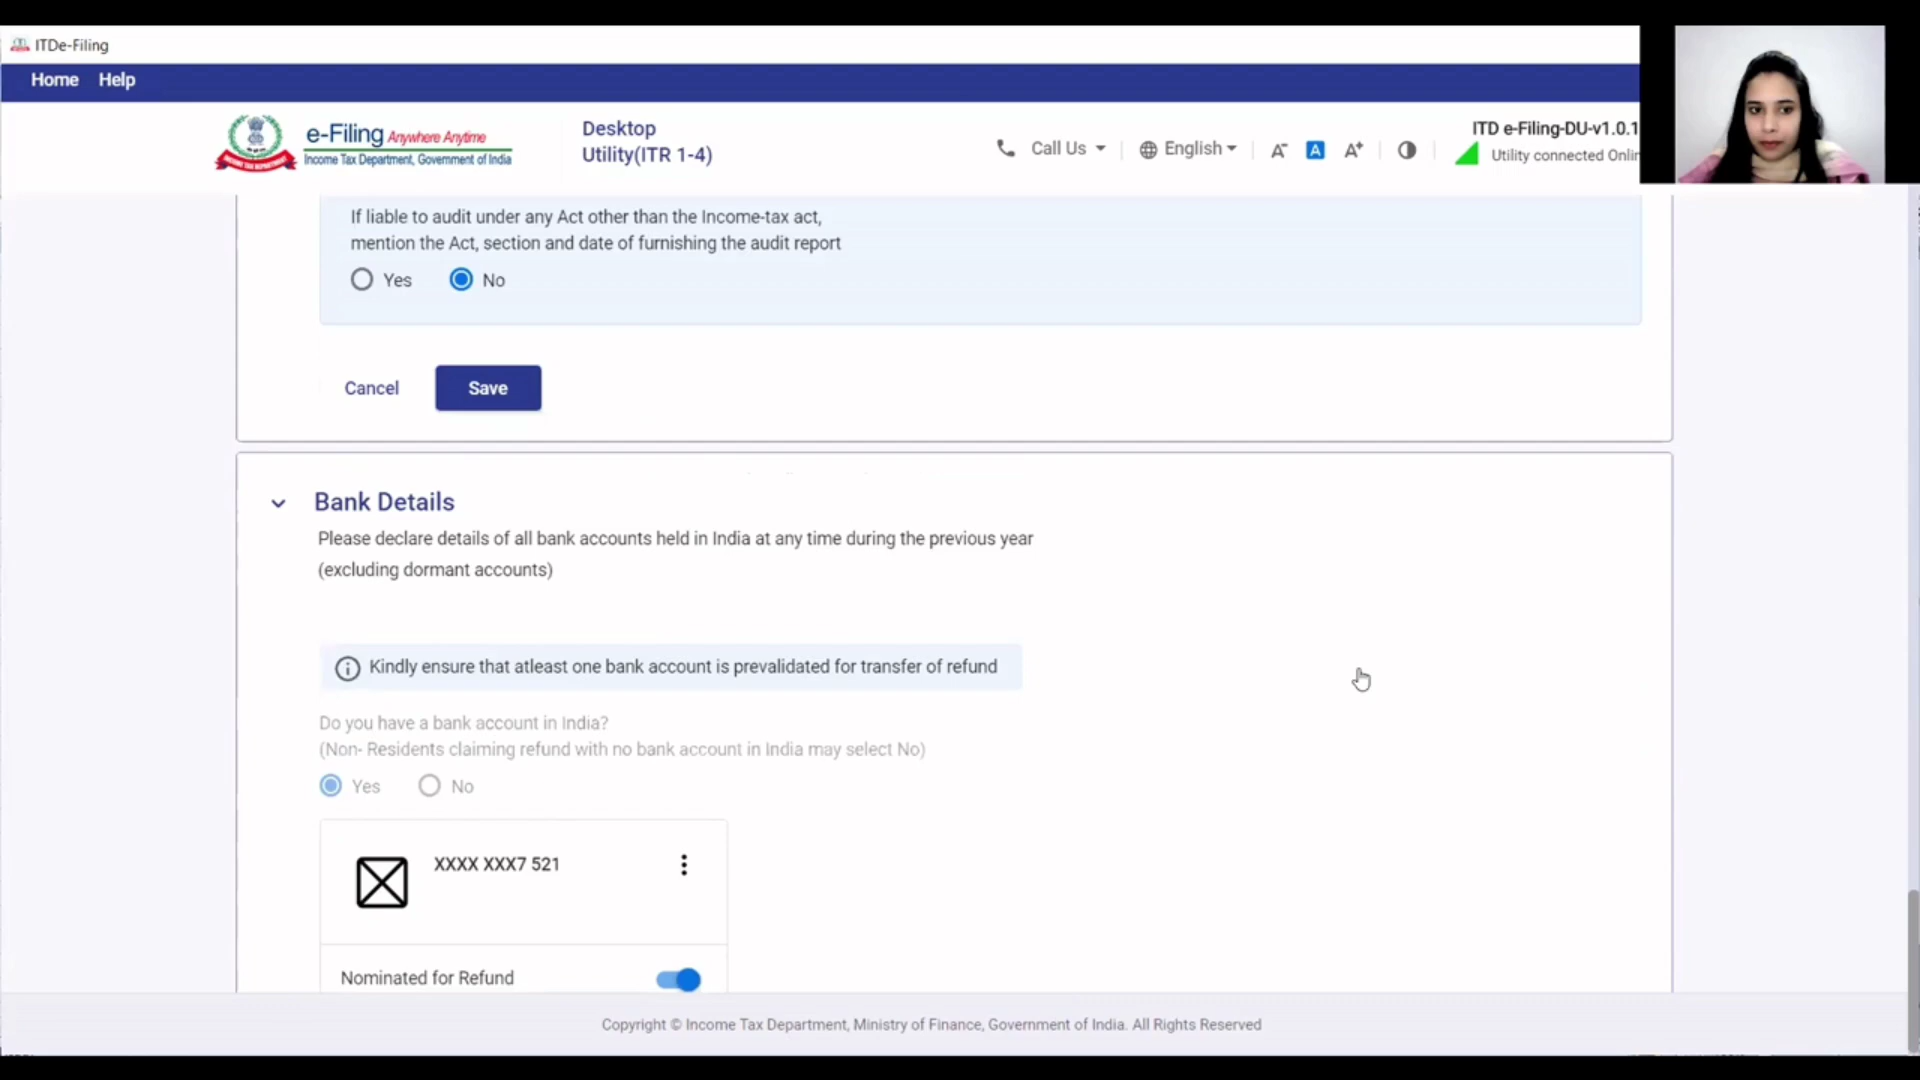 ITDe-Filing
Home Help
e-Filing Anywhere Anytime
Income Tax Department, Government of India
Desktop
Utility(ITR 1-4)
Call Us
English
A- A A+
ITD e-Filing-DU-v1.0.1
Utility connected Onlin
If liable to audit under any Act other than the Income-tax act,
mention the Act, section and date of furnishing the audit report
Yes No
Cancel Save
Bank Details
Please declare details of all bank accounts held in India at any time during the previous year
(excluding dormant accounts)
Kindly ensure that atleast one bank account is prevalidated for transfer of refund
Do you have a bank account in India?
(Non- Residents claiming refund with no bank account in India may select No)
Yes No
XXXX XXX7 521
Nominated for Refund
Copyright © Income Tax Department, Ministry of Finance, Government of India. All Rights Reserved